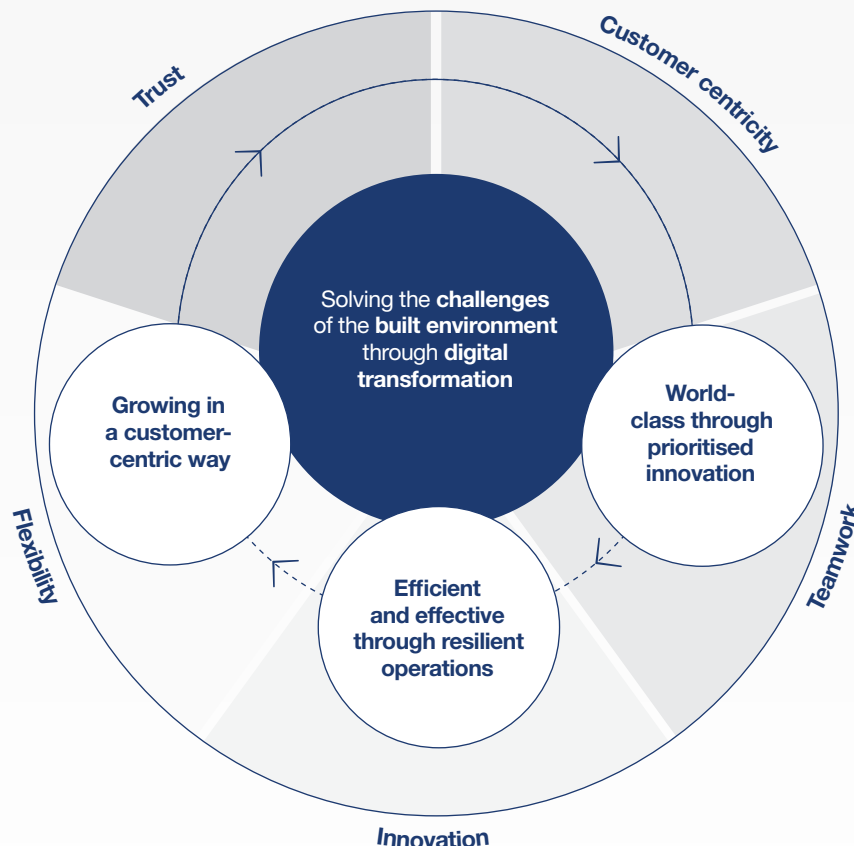 Trust
Customer centricity
Solving the challenges
of the built environment
through digital
transformation
Growing in
a customer-
centric way
World-
class through
prioritised
innovation
Flexibility
Teamwork
Efficient
and effective
through resilient
operations
Innovation